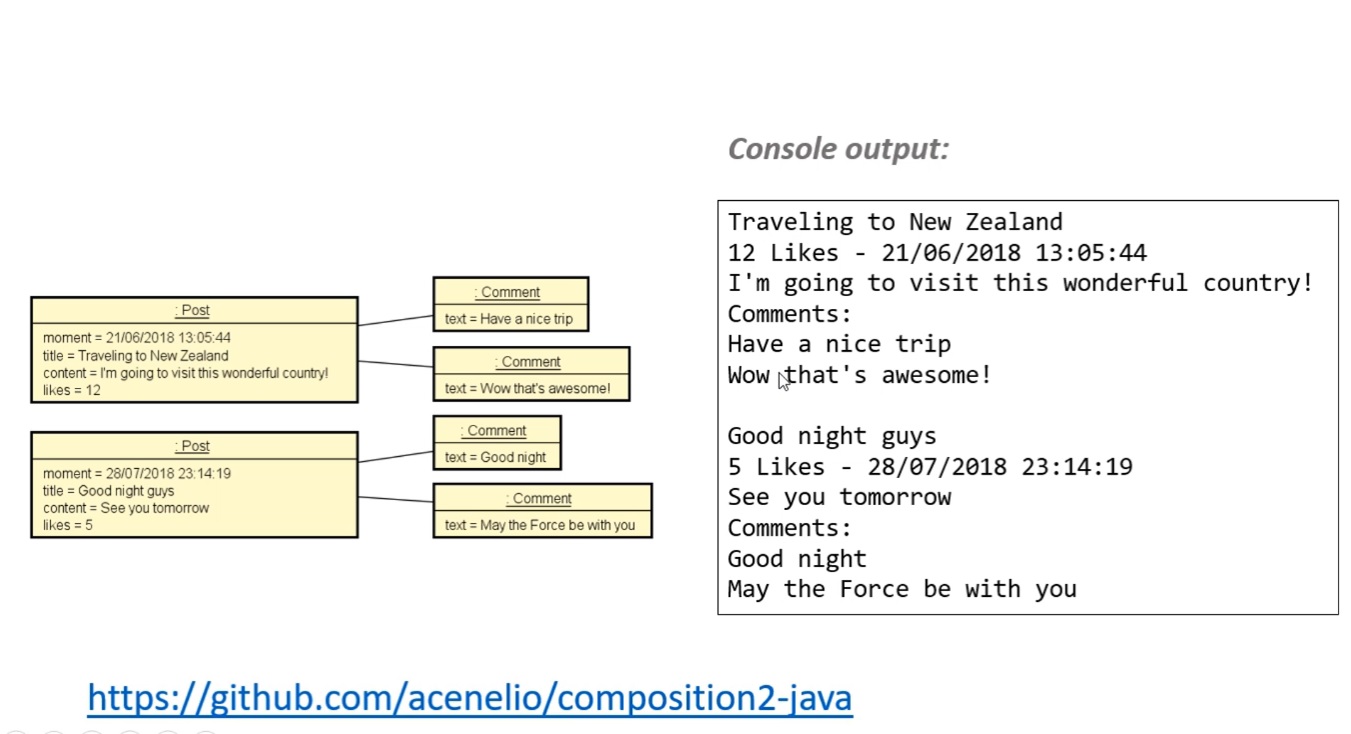 Console output:
: Post
moment = 21/06/2018 13:05:44
title = Traveling to New Zealand
content = I'm going to visit this wonderful country!
likes = 12
: Comment
text = Have a nice trip
: Comment
text = Wow that's awesome!
: Post
moment = 28/07/2018 23:14:19
title = Good night guys
content = See you tomorrow
likes = 5
: Comment
text = Good night
: Comment
text = May the Force be with you
Traveling to New Zealand
12 Likes - 21/06/2018 13:05:44
I'm going to visit this wonderful country!
Comments:
Have a nice trip
Wow that's awesome!
Good night guys
5 Likes - 28/07/2018 23:14:19
See you tomorrow
Comments:
Good night
May the Force be with you
https://github.com/acenelio/composition2-java